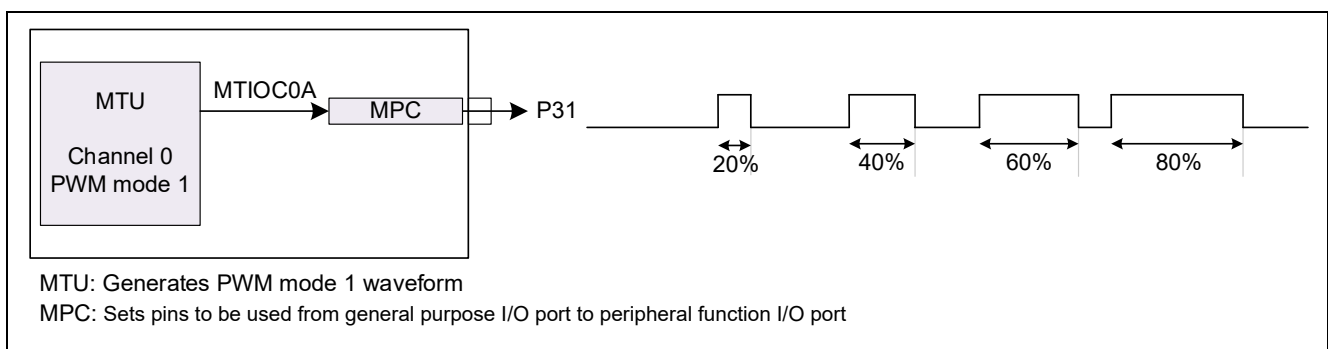 MTU
Channel 0
PWM mode 1
MTIOC0A
MPC
P31
20%
40%
60%
80%
MTU: Generates PWM mode 1 waveform
MPC: Sets pins to be used from general purpose I/O port to peripheral function I/O port